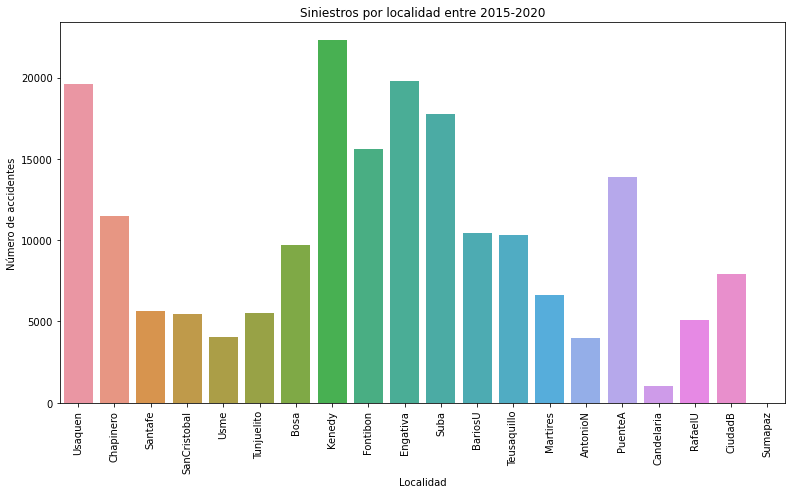 Siniestros por localidad entre 2015-2020
Número de accidentes
20000
15000
10000
5000
0
Usaquen
Chapinero
Santafe
SanCristobal
Usme
Tunjuelito
Bosa
Kenedy
Fontibon
Engativa
Suba
BariosU
Teusaquillo
Martires
AntonioN
PuenteA
Candelaria
RafaelU
CiudadB
Sumapaz
Localidad